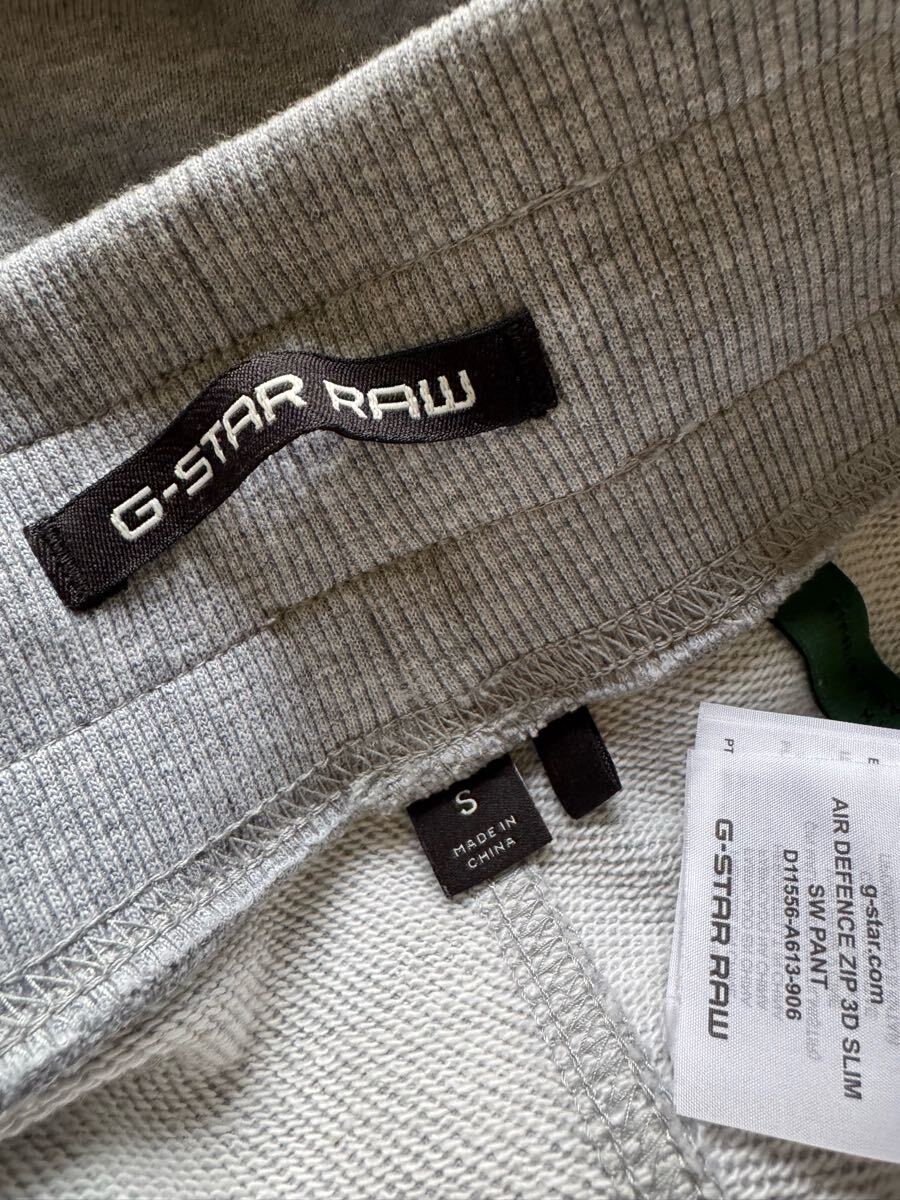 G-STAR RAW
S
MADE IN
CHINA
g-star.com
AIR DEFENCE ZIP 3D SLIM
SW PANT
D11556-A613-906
G-STAR RAW
PT